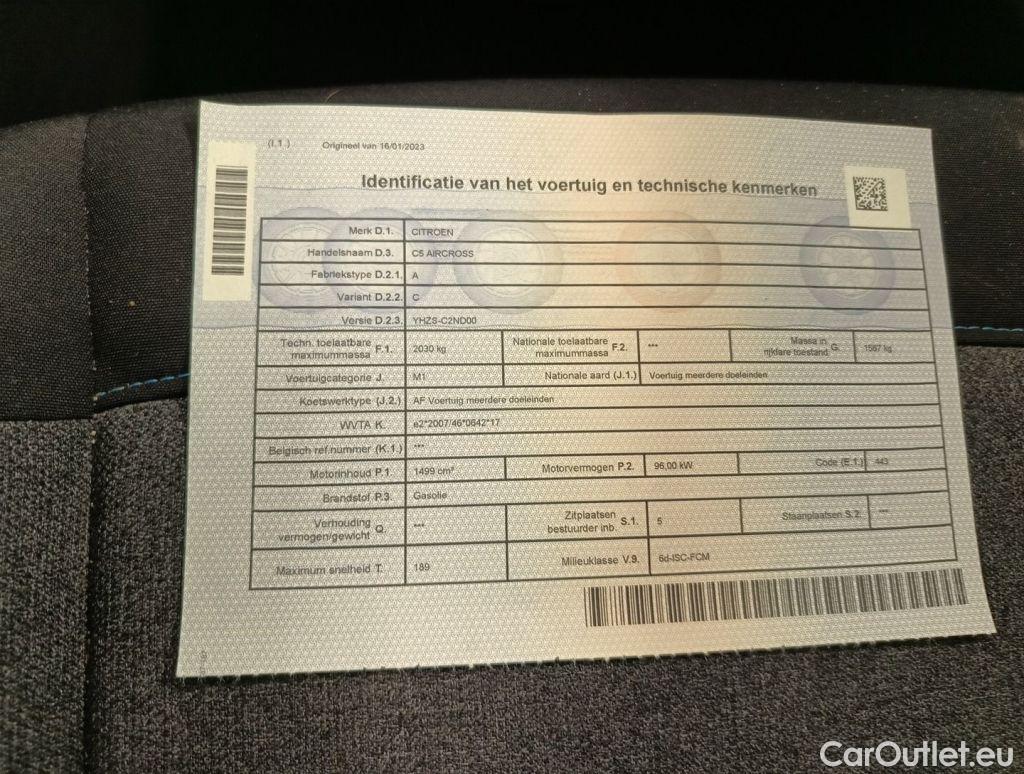 (I.1.) Origineel van 16/01/2023
Identificatie van het voertuig en technische kenmerken
Merk D.1. CITROEN
Handelsnaam D.3. C5 AIRCROSS
Fabriekstype D.2.1. A
Variant D.2.2. C
Versie D.2.3. YHZS-C2ND00
Techn. toelaatbare maximummassa F.1. 2030 kg Nationale toelaatbare maximummassa F.2. *** Massa in rijklare toestand G. 1567 kg
Voertuigcategorie J. M1 Nationale aard (J.1.) Voertuig meerdere doeleinden
Koetswerktype (J.2.) AF Voertuig meerdere doeleinden
WVTA K. e2*2007/46*0642*17
Belgisch ref.nummer (K.1.) ***
Motorinhoud P.1. 1499 cm³ Motorvermogen P.2. 96,00 kW Code (E.1.) 443
Brandstof P.3. Gasolie
Verhouding vermogen/gewicht Q. *** Zitplaatsen bestuurder inb. S.1. 5 Staanplaatsen S.2. ***
Maximum snelheid T. 189 Milieuklasse V.9. 6d-ISC-FCM
CarOutlet.eu